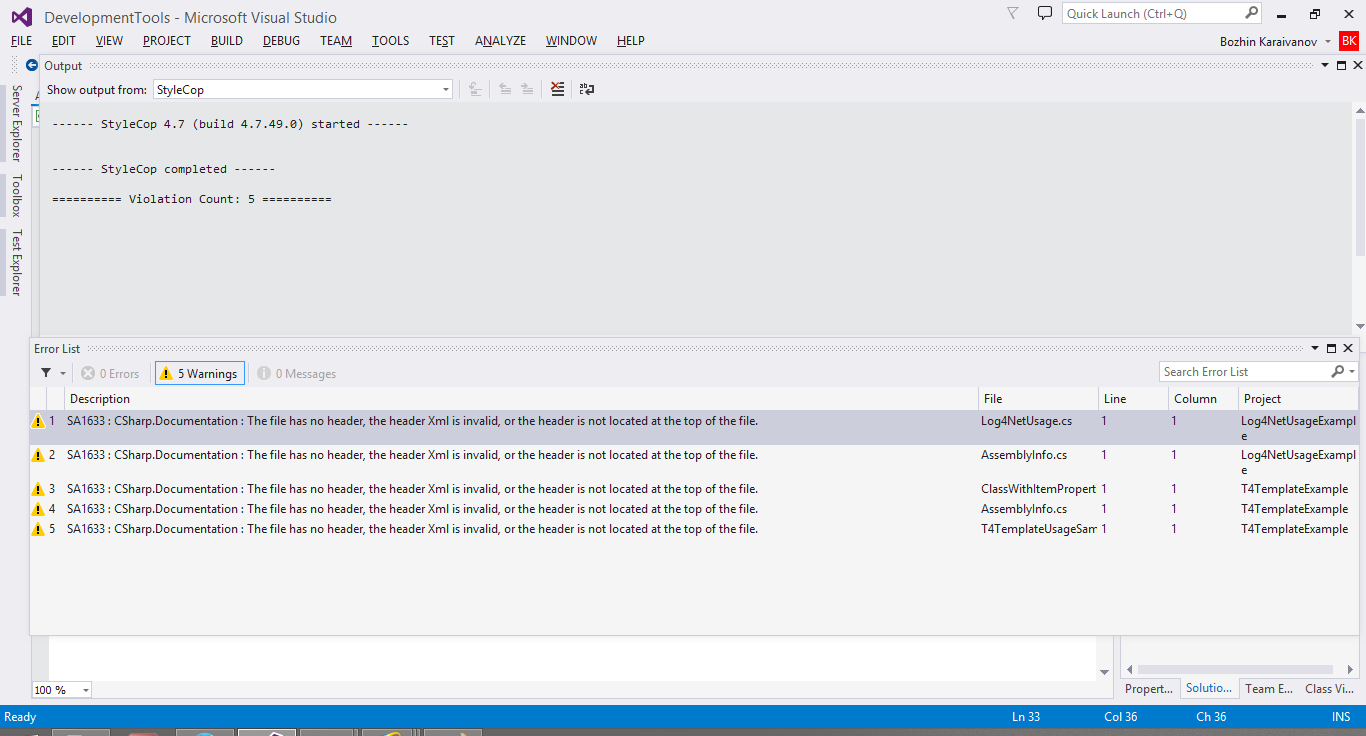 DevelopmentTools - Microsoft Visual Studio
Quick Launch (Ctrl+Q)
FILE EDIT VIEW PROJECT BUILD DEBUG TEAM TOOLS TEST ANALYZE WINDOW HELP
Bozhin Karaivanov BK
Output
Show output from: StyleCop
Server Explorer
Toolbox
Test Explorer
------ StyleCop 4.7 (build 4.7.49.0) started ------
------ StyleCop completed ------
========== Violation Count: 5 ==========
Error List
0 Errors 5 Warnings 0 Messages
Search Error List
Description File Line Column Project
1 SA1633 : CSharp.Documentation : The file has no header, the header Xml is invalid, or the header is not located at the top of the file. Log4NetUsage.cs 1 1 Log4NetUsageExampl
e
2 SA1633 : CSharp.Documentation : The file has no header, the header Xml is invalid, or the header is not located at the top of the file. AssemblyInfo.cs 1 1 Log4NetUsageExampl
e
3 SA1633 : CSharp.Documentation : The file has no header, the header Xml is invalid, or the header is not located at the top of the file. ClassWithItemPropert 1 1 T4TemplateExample
4 SA1633 : CSharp.Documentation : The file has no header, the header Xml is invalid, or the header is not located at the top of the file. AssemblyInfo.cs 1 1 T4TemplateExample
5 SA1633 : CSharp.Documentation : The file has no header, the header Xml is invalid, or the header is not located at the top of the file. T4TemplateUsageSam 1 1 T4TemplateExample
100 %
Propert... Solutio... Team E... Class Vi...
Ready Ln 33 Col 36 Ch 36 INS